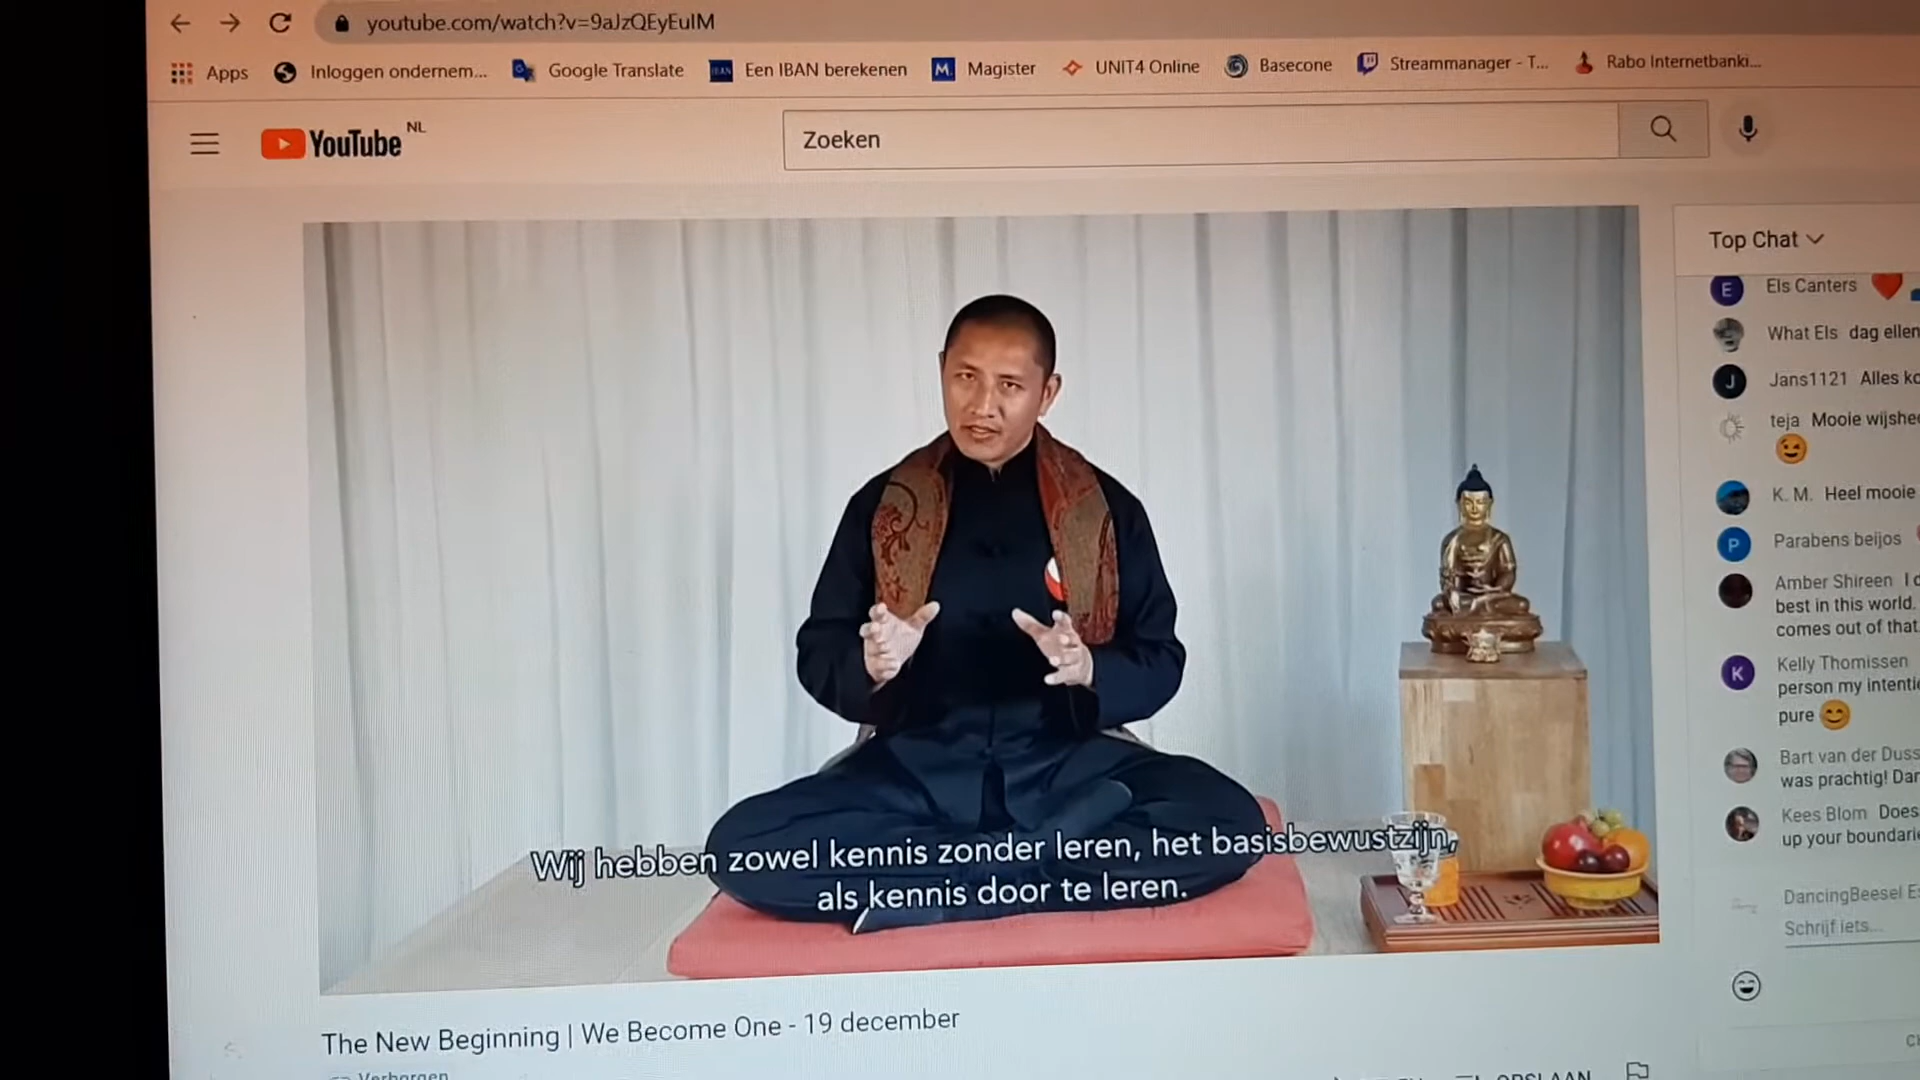 youtube.com/watch?v=9aJzQEyEuIM
Apps Inloggen ondernem... Google Translate Een IBAN berekenen Magister UNIT4 Online Basecone Streammanager - T... Rabo Internetbanki...
YouTube NL
Zoeken
Wij hebben zowel kennis zonder leren, het basisbewustzijn,
als kennis door te leren.
The New Beginning | We Become One - 19 december
Verborgen
OPSLAAN
Top Chat
E Els Canters
What Els dag ellen
J Jans1121 Alles ko
teja Mooie wijshe
K. M. Heel mooie
P Parabens beijos
Amber Shireen I
best in this world.
comes out of that
K Kelly Thomissen
person my intenti
pure
Bart van der Duss
was prachtig! Dan
Kees Blom Does
up your boundari
DancingBeesel
Schrijf iets...